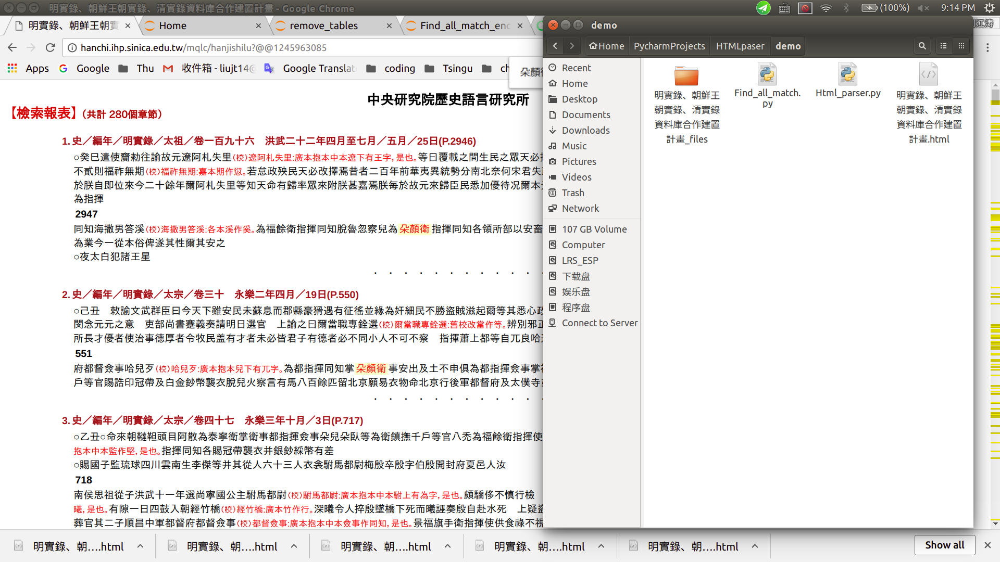 明實錄、朝鮮王朝實錄、清實錄資料庫合作建置計畫 - Google Chrome
(100%)
9:14 PM
明實錄、朝鮮王朝實
Home
remove_tables
Find_all_match_enc
江涛
hanchi.ihp.sinica.edu.tw/mqlc/hanjishilu?@@1245963085
Apps
Google
Thu
收件箱 - liujt14@
Google Translat
coding
Tsingu
ch
朵顏
中央研究院歷史語言研究所
【檢索報表】(共計 280個章節)
1. 史／編年／明實錄／太祖／卷一百九十六　洪武二十二年四月至七月／五月／25日(P.2946)
○癸巳遣使齎勑往諭故元遼阿札失里(校)遼阿札失里:廣本抱本中本遼下有王字，是也。等曰覆載之間生民之眾天必
不貳則福祚無期(校)福祚無期:嘉本期作愆。若怠政殃民天必改擇焉昔者二百年前華夷異統勢分南北奈何宋君失
於朕自即位來今二十餘年爾阿札失里等知天命有歸率眾來附朕甚嘉焉朕每於故元來歸臣民悉加優待况爾本
為指揮
2947
同知海撒男答溪(校)海撒男答溪:各本溪作奚。為福餘衛指揮同知脫魯忽察兒為 朵顏衛 指揮同知各領所部以安畜
為業今一從本俗俾遂其性爾其安之
○夜太白犯諸王星
. . . . . . . . . . . .
2. 史／編年／明實錄／太宗／卷三十　永樂二年四月／19日(P.550)
○己丑　敕諭文武群臣曰今天下雖安民未蘇息而郡縣豪猾遇有征徭並緣為奸細民不勝盜賊滋起爾等其悉心政
閔念元元之意　吏部尚書蹇義奏請明日選官　上諭之曰爾當職專銓選(校)爾當職專銓選:舊校改當作等。辨別邪正
所長才優者使治事德厚者令牧民盖有才者未必皆君子有德者必不同小人不可不察　指揮蕭上都等自兀良哈
551
府都督僉事哈兒歹(校)哈兒歹:廣本抱本兒下有兀字。為都指揮同知掌 朵顏衛 事安出及土不申俱為都指揮僉事掌
戶等官賜誥印冠帶及白金鈔幣襲衣脫兒火察言有馬八百餘匹留北京願易衣物命北京行後軍都督府及太僕寺
. . . . . . . . . . . .
3. 史／編年／明實錄／太宗／卷四十七　永樂三年十月／3日(P.717)
○乙丑○命來朝韃靼頭目阿散為泰寧衛掌衛事都指揮僉事朵兒朵臥等為衛鎮撫千戶等官八禿為福餘衛指揮使
抱本中本監作堅，是也。指揮同知各賜冠帶襲衣并銀鈔綵幣有差
○賜國子監琉球四川雲南生李傑等并其從人六十三人衣衾駙馬都尉梅殷卒殷字伯殷開封府夏邑人汝
718
南侯思祖從子洪武十一年選尚寧國公主駙馬都尉(校)駙馬都尉:廣本抱本中本駙上有為字，是也。頗驕侈不慎行檢
曦，是也。有隙一日四鼓入朝經竹橋(校)經竹橋:廣本竹作行。深曦令人捽殷墜橋下死而曦誣奏殷自赴水死　上疑
葬官其二子順昌中軍都督府都督僉事(校)都督僉事:廣本抱本中本僉事作同知，是也。景福旗手衛指揮使供食祿不視
demo
Home
PycharmProjects
HTMLpaser
demo
Recent
Home
Desktop
Documents
Downloads
Music
Pictures
Videos
Trash
Network
107 GB Volume
Computer
LRS_ESP
下载盘
娱乐盘
程序盘
Connect to Server
明實錄、朝鮮王
朝實錄、清實錄
資料庫合作建置
計畫_files
Find_all_match.
py
Html_parser.py
明實錄、朝鮮王
朝實錄、清實錄
資料庫合作建置
計畫.html
明實錄、朝....html
明實錄、朝....html
明實錄、朝....html
明實錄、朝....html
明實錄、朝....html
Show all